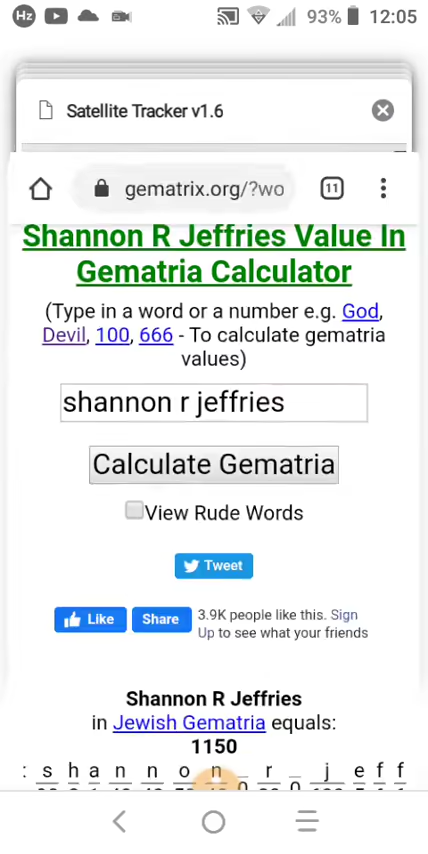 Hz 93% 12:05
Satellite Tracker v1.6
gematrix.org/?wo 11
Shannon R Jeffries Value In
Gematria Calculator
(Type in a word or a number e.g. God,
Devil, 100, 666 - To calculate gematria
values)
shannon r jeffries
Calculate Gematria
View Rude Words
Tweet
Like Share 3.9K people like this. Sign
Up to see what your friends
Shannon R Jeffries
in Jewish Gematria equals:
1150
: s h a n n o n _ r _ j e f f